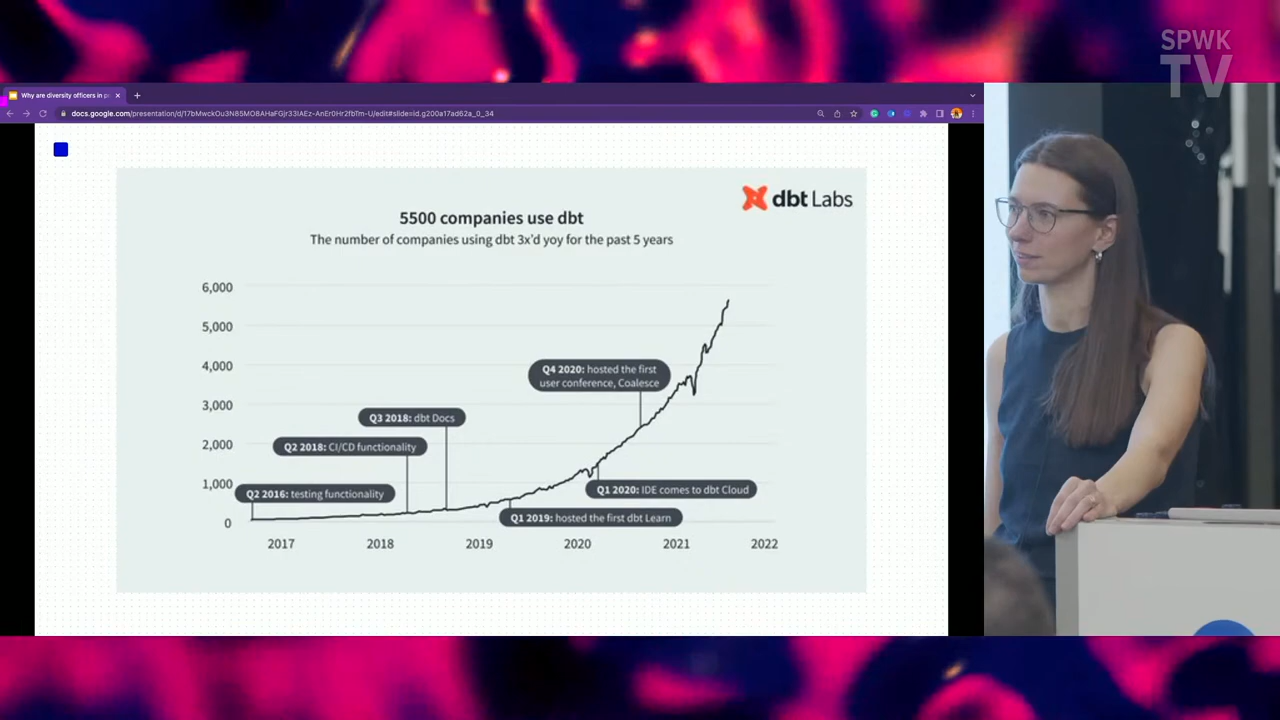 SPWK
TV
Why are diversity officers in pr
docs.google.com/presentation/d/17bMwckOu3N85MO8AHaFGjr33IAEz-AnEr0Hr2fbTm-U/edit#slide=id.g200a17ad62a_0_34
dbt Labs
5500 companies use dbt
The number of companies using dbt 3x'd yoy for the past 5 years
6,000
5,000
4,000
3,000
2,000
1,000
0
Q4 2020: hosted the first
user conference, Coalesce
Q3 2018: dbt Docs
Q2 2018: CI/CD functionality
Q2 2016: testing functionality
Q1 2020: IDE comes to dbt Cloud
Q1 2019: hosted the first dbt Learn
2017
2018
2019
2020
2021
2022